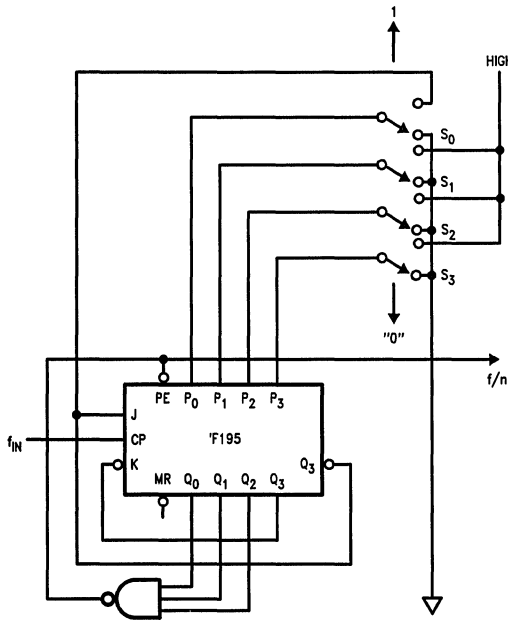 1
HIGH
S0
S1
S2
S3
"0"
f/n
PE P0 P1 P2 P3
J
fIN CP 'F195
K Q3
MR Q0 Q1 Q2 Q3